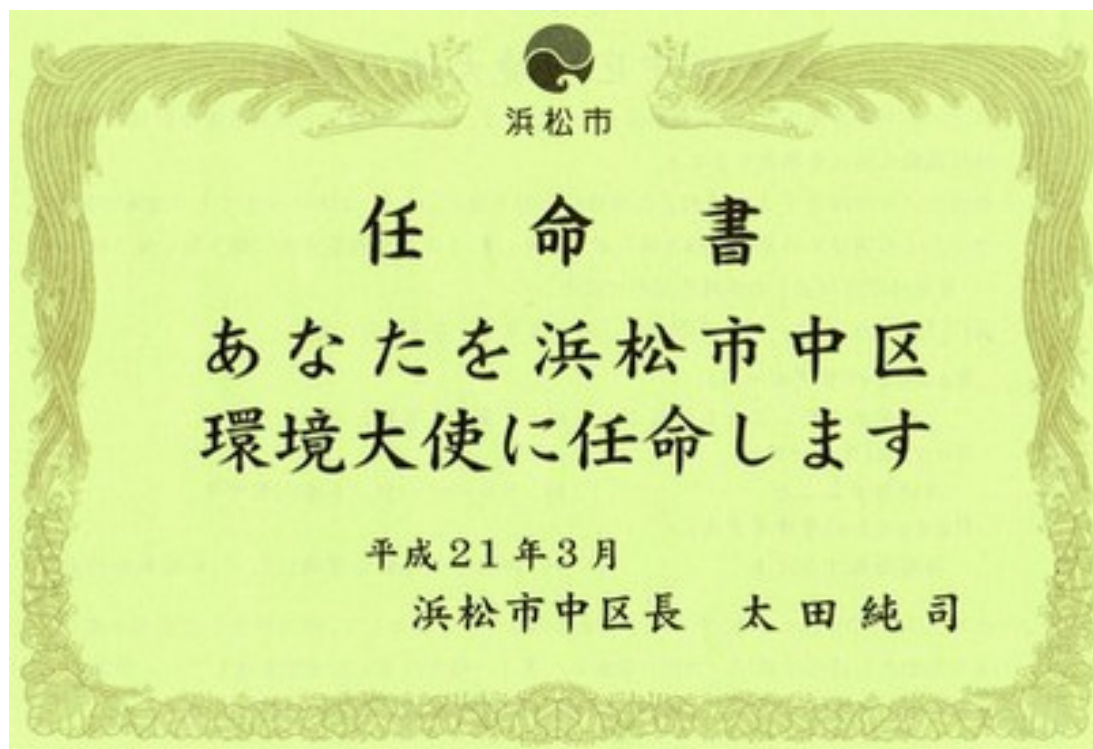 浜松市
任命書
あなたを浜松市中区
環境大使に任命します
平成21年3月
浜松市中区長 太田純司